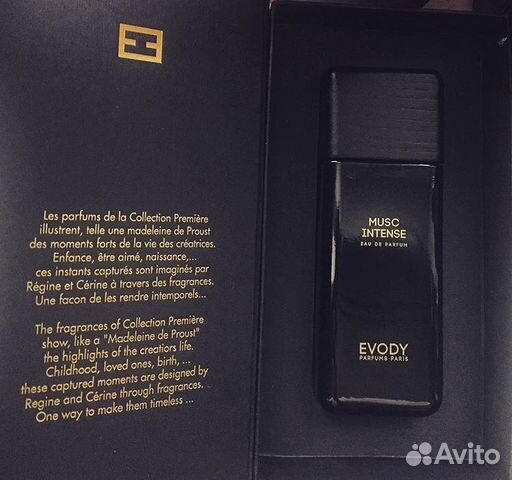 Les parfums de la Collection Première
illustrent, telle une madeleine de Proust
des moments forts de la vie des créatrices.
Enfance, être aimé, naissance,...
ces instants capturés sont imaginés par
Régine et Cérine à travers des fragrances.
Une facon de les rendre intemporels...
The fragrances of Collection Première
show, like a "Madeleine de Proust"
the highlights of the creatiors life.
Childhood, loved ones, birth, ...
these captured moments are designed by
Regine and Cérine through fragrances.
One way to make them timeless ...
MUSC
INTENSE
EAU DE PARFUM
EVODY
PARFUMS·PARIS
Avito